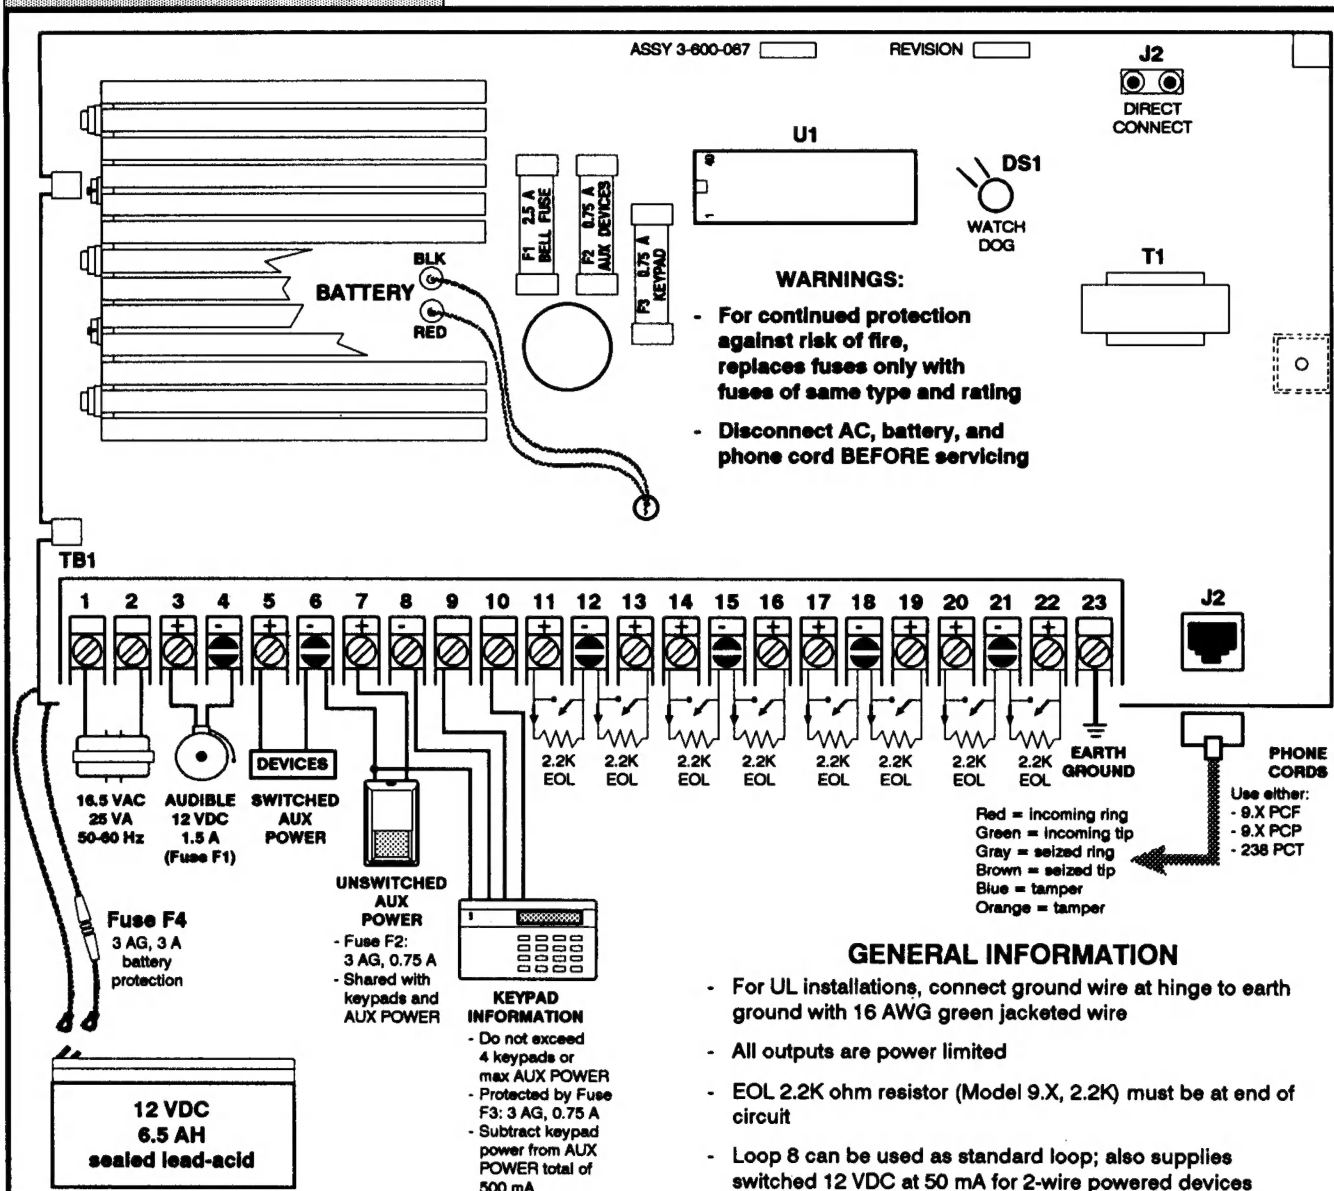 ASSY 3-600-067
REVISION
J2
DIRECT
CONNECT
U1
40
1
DS1
WATCH
DOG
F1 2.5 A
BELL FUSE
F2 0.75 A
AUX DEVICES
F3 0.75 A
KEYPAD
T1
BLK
BATTERY
RED
WARNINGS:
- For continued protection
against risk of fire,
replaces fuses only with
fuses of same type and rating
- Disconnect AC, battery, and
phone cord BEFORE servicing
TB1
1 2 3 4 5 6 7 8 9 10 11 12 13 14 15 16 17 18 19 20 21 22 23
+ - + - + - + - + + - + + - + + - +
J2
16.5 VAC
25 VA
50-60 Hz
AUDIBLE
12 VDC
1.5 A
(Fuse F1)
DEVICES
SWITCHED
AUX
POWER
2.2K
EOL
2.2K
EOL
2.2K
EOL
2.2K
EOL
2.2K
EOL
2.2K
EOL
2.2K
EOL
2.2K
EOL
EARTH
GROUND
PHONE
CORDS
Use either:
- 9.X PCF
- 9.X PCP
- 238 PCT
Red = incoming ring
Green = incoming tip
Gray = seized ring
Brown = seized tip
Blue = tamper
Orange = tamper
UNSWITCHED
AUX
POWER
- Fuse F2:
3 AG, 0.75 A
- Shared with
keypads and
AUX POWER
Fuse F4
3 AG, 3 A
battery
protection
1
KEYPAD
INFORMATION
- Do not exceed
4 keypads or
max AUX POWER
- Protected by Fuse
F3: 3 AG, 0.75 A
- Subtract keypad
power from AUX
POWER total of
500 mA
12 VDC
6.5 AH
sealed lead-acid
GENERAL INFORMATION
- For UL installations, connect ground wire at hinge to earth
ground with 16 AWG green jacketed wire
- All outputs are power limited
- EOL 2.2K ohm resistor (Model 9.X, 2.2K) must be at end of
circuit
- Loop 8 can be used as standard loop; also supplies
switched 12 VDC at 50 mA for 2-wire powered devices